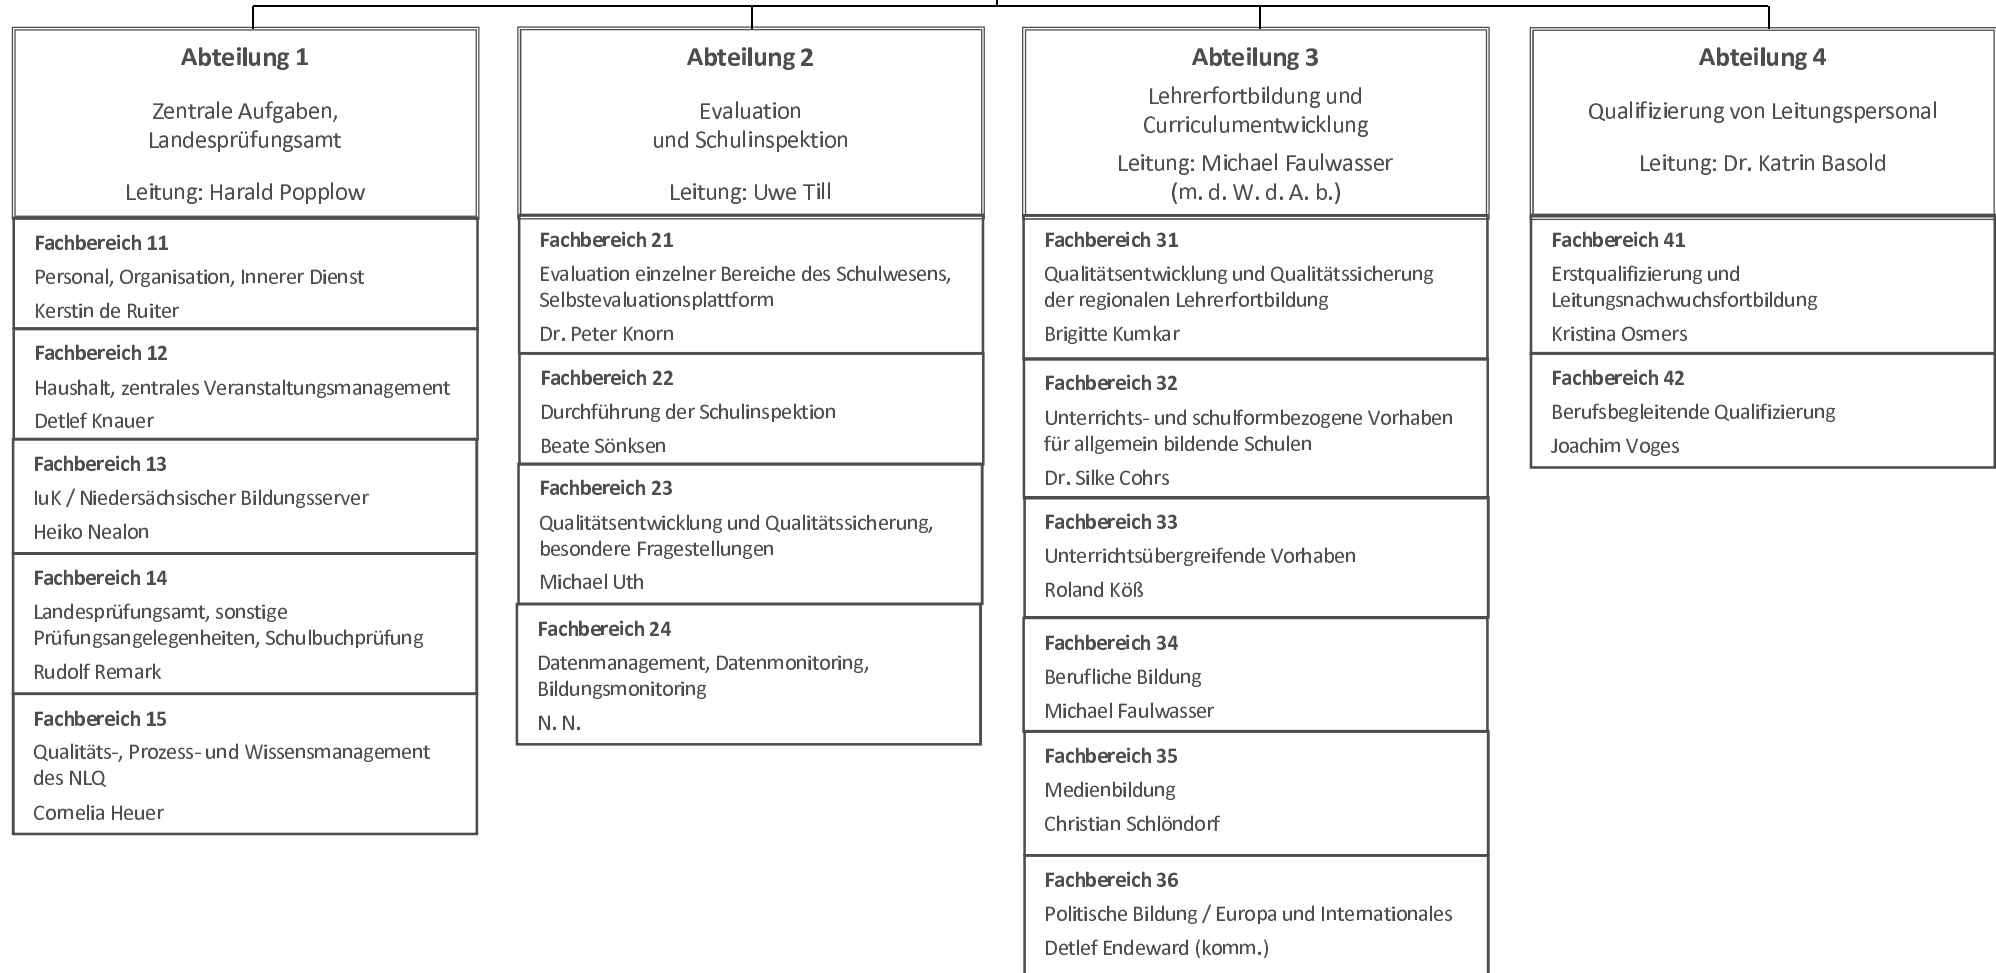 Abteilung 1
Zentrale Aufgaben,
Landesprüfungsamt
Leitung: Harald Popplow
Fachbereich 11
Personal, Organisation, Innerer Dienst
Kerstin de Ruiter
Fachbereich 12
Haushalt, zentrales Veranstaltungsmanagement
Detlef Knauer
Fachbereich 13
IuK / Niedersächsischer Bildungsserver
Heiko Nealon
Fachbereich 14
Landesprüfungsamt, sonstige
Prüfungsangelegenheiten, Schulbuchprüfung
Rudolf Remark
Fachbereich 15
Qualitäts-, Prozess- und Wissensmanagement
des NLQ
Cornelia Heuer
Abteilung 2
Evaluation
und Schulinspektion
Leitung: Uwe Till
Fachbereich 21
Evaluation einzelner Bereiche des Schulwesens,
Selbstevaluationsplattform
Dr. Peter Knorn
Fachbereich 22
Durchführung der Schulinspektion
Beate Sönksen
Fachbereich 23
Qualitätsentwicklung und Qualitätssicherung,
besondere Fragestellungen
Michael Uth
Fachbereich 24
Datenmanagement, Datenmonitoring,
Bildungsmonitoring
N. N.
Abteilung 3
Lehrerfortbildung und
Curriculumentwicklung
Leitung: Michael Faulwasser
(m. d. W. d. A. b.)
Fachbereich 31
Qualitätsentwicklung und Qualitätssicherung
der regionalen Lehrerfortbildung
Brigitte Kumkar
Fachbereich 32
Unterrichts- und schulformbezogene Vorhaben
für allgemein bildende Schulen
Dr. Silke Cohrs
Fachbereich 33
Unterrichtsübergreifende Vorhaben
Roland Köß
Fachbereich 34
Berufliche Bildung
Michael Faulwasser
Fachbereich 35
Medienbildung
Christian Schlöndorf
Fachbereich 36
Politische Bildung / Europa und Internationales
Detlef Endeward (komm.)
Abteilung 4
Qualifizierung von Leitungspersonal
Leitung: Dr. Katrin Basold
Fachbereich 41
Erstqualifizierung und
Leitungsnachwuchsfortbildung
Kristina Osmers
Fachbereich 42
Berufsbegleitende Qualifizierung
Joachim Voges